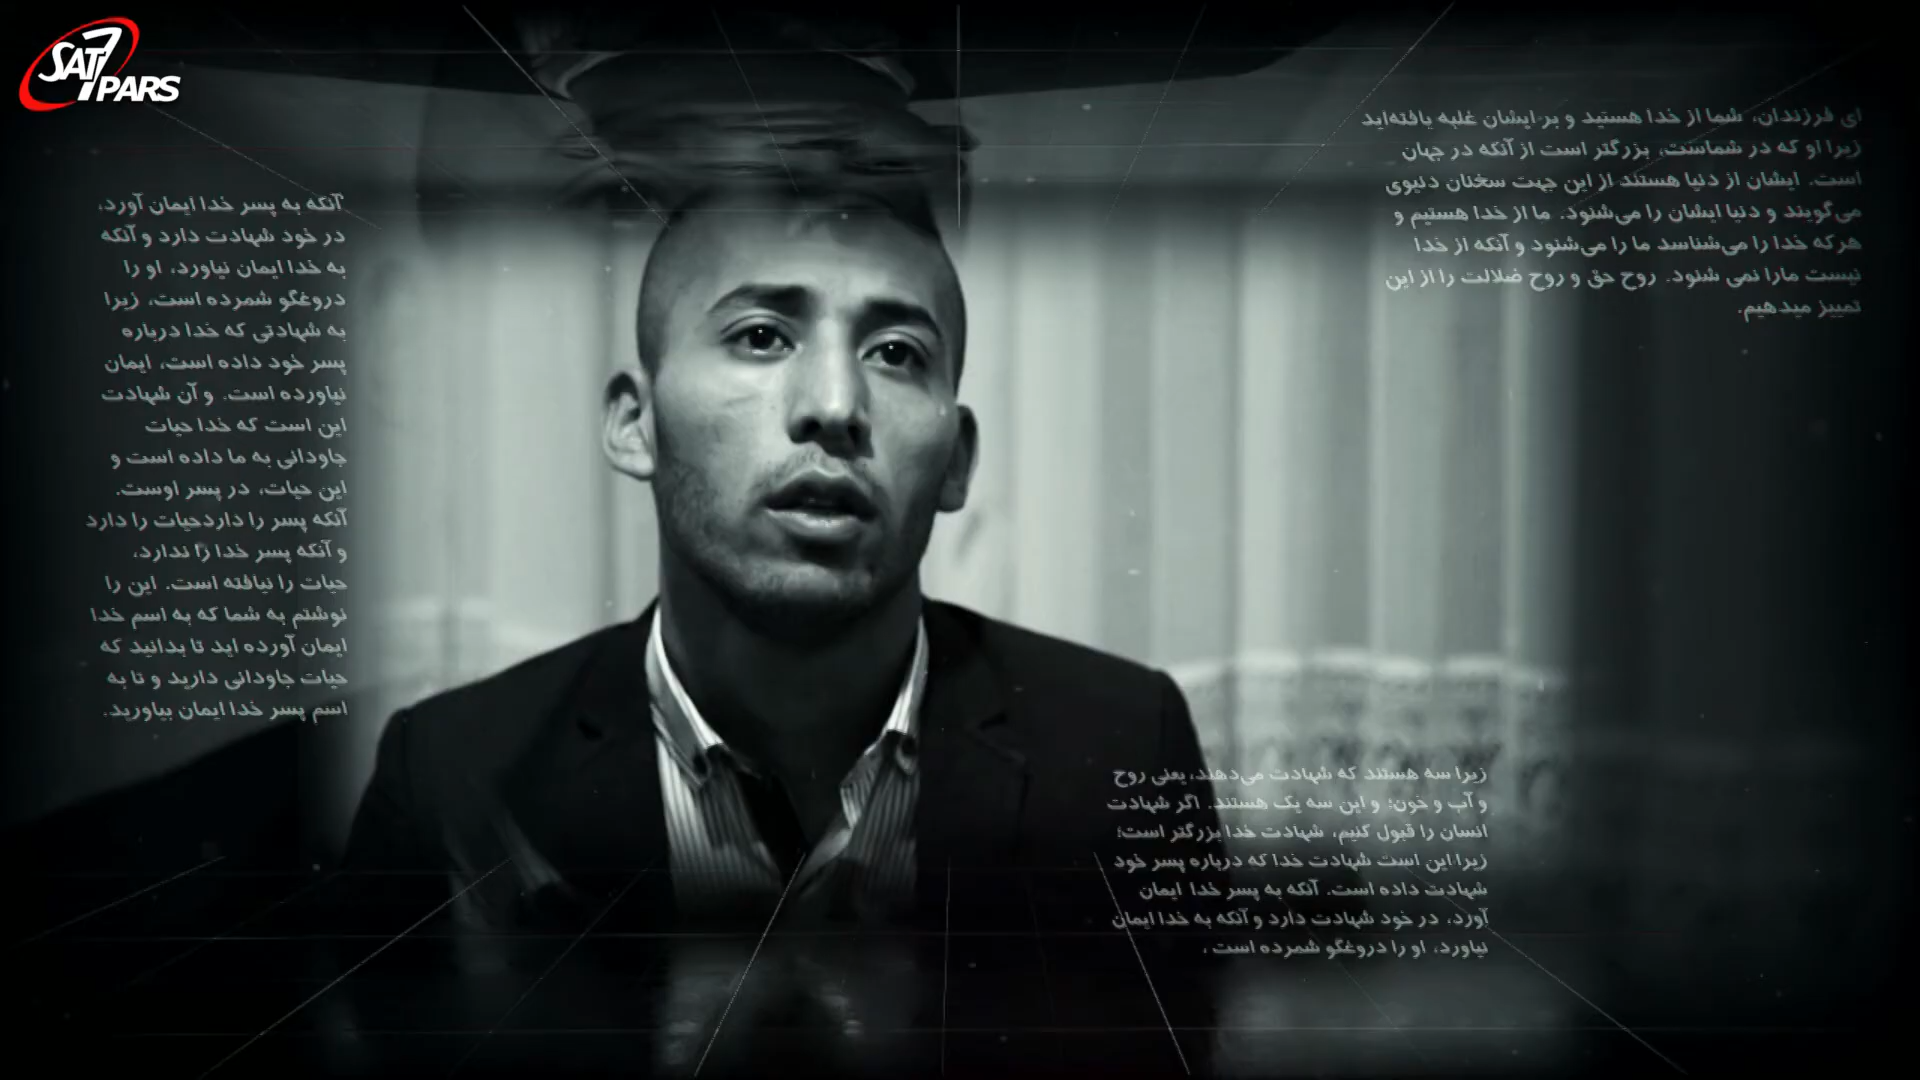 SAT7 PARS
ای فرزندان، شما از خدا هستید و بر ایشان غلبه یافته‌اید
زیرا او که در شماست، بزرگتر است از آنکه در جهان
است. ایشان از دنیا هستند از این جهت سخنان دنیوی
می‌گویند و دنیا ایشان را می‌شنود. ما از خدا هستیم و
هرکه خدا را می‌شناسد ما را می‌شنود و آنکه از خدا
نیست مارا نمی شنود. روح حق و روح ضلالت را از این
تمییز میدهیم.
آنکه به پسر خدا ایمان آورد،
در خود شهادت دارد و آنکه
به خدا ایمان نیاورد، او را
دروغگو شمرده است، زیرا
به شهادتی که خدا درباره
پسر خود داده است، ایمان
نیاورده است. و آن شهادت
این است که خدا حیات
جاودانی به ما داده است و
این حیات، در پسر اوست.
آنکه پسر را داردحیات را دارد
و آنکه پسر خدا را ندارد،
حیات را نیافته است. این را
نوشتم به شما که به اسم خدا
ایمان آورده اید تا بدانید که
حیات جاودانی دارید و تا به
اسم پسر خدا ایمان بیاورید.
زیرا سه هستند که شهادت می‌دهند، یعنی روح
و آب و خون؛ و این سه یک هستند. اگر شهادت
انسان را قبول کنیم، شهادت خدا بزرگتر است؛
زیرا این است شهادت خدا که درباره پسر خود
شهادت داده است. آنکه به پسر خدا ایمان
آورد، در خود شهادت دارد و آنکه به خدا ایمان
نیاورد، او را دروغگو شمرده است .